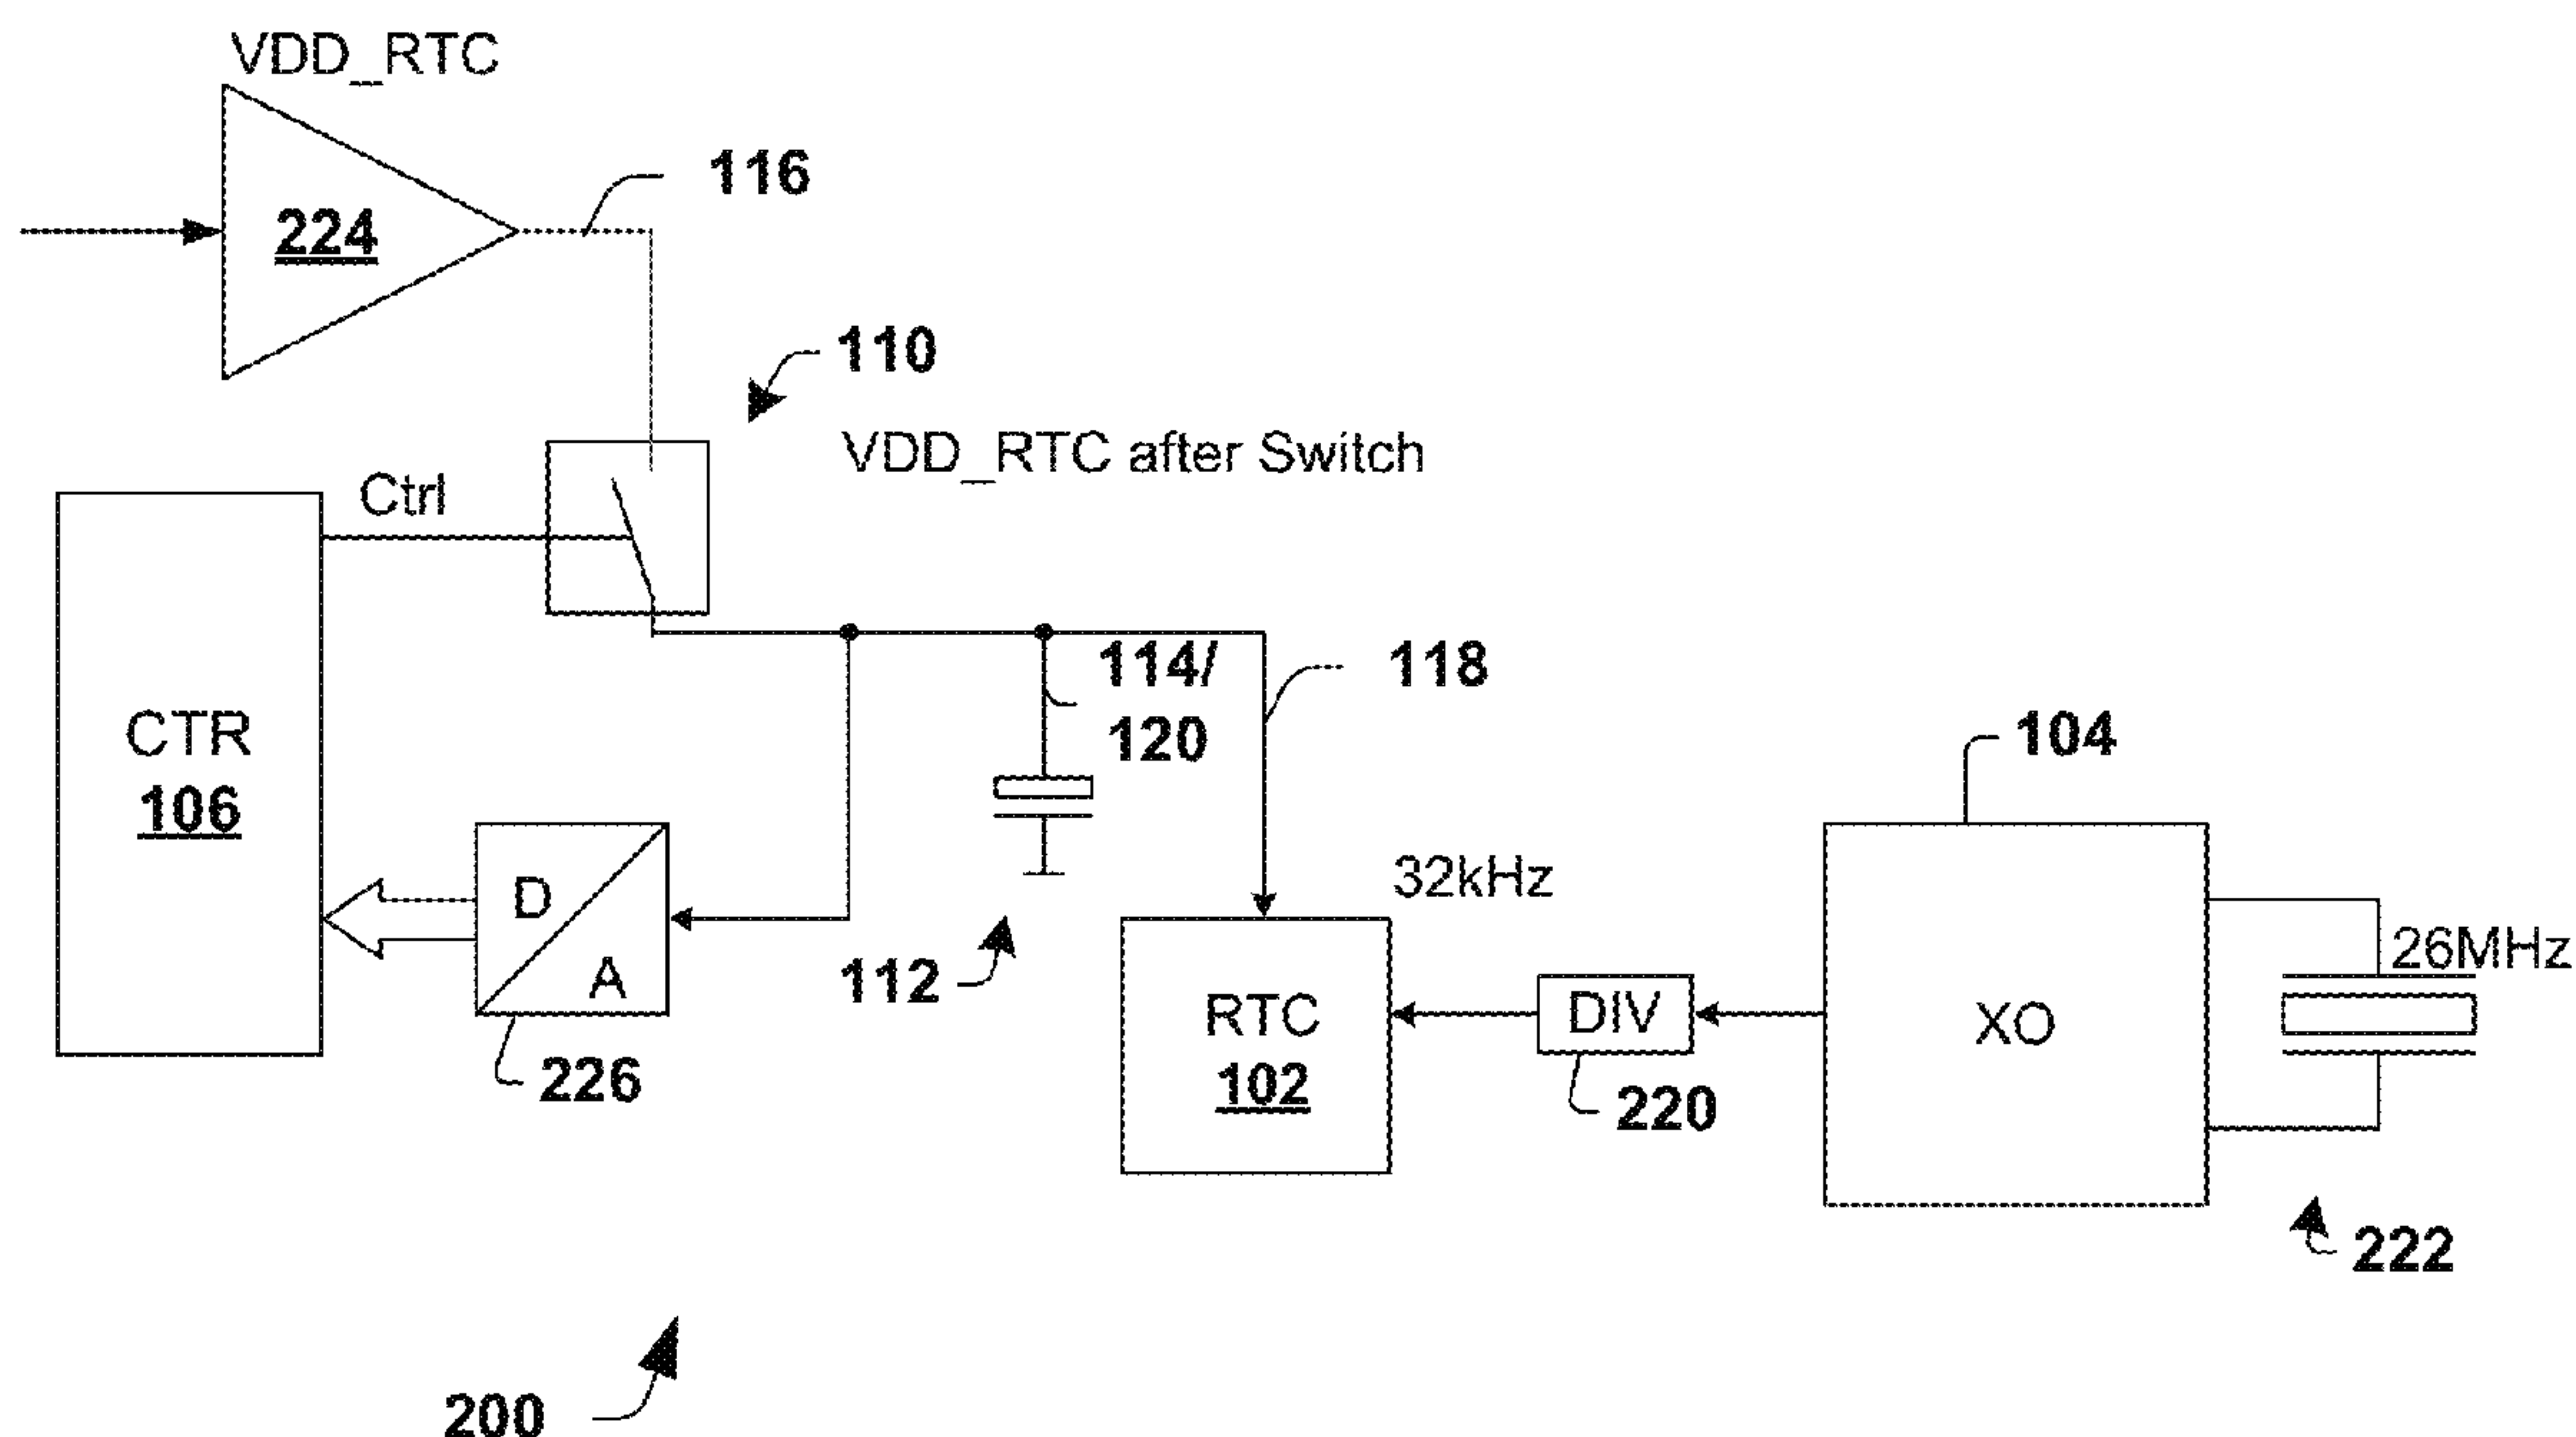 VDD_RTC
224
116
110
VDD_RTC after Switch
Ctrl
CTR
106
114/
120
118
104
D
A
226
112
32kHz
RTC
102
DIV
220
XO
26MHz
222
200